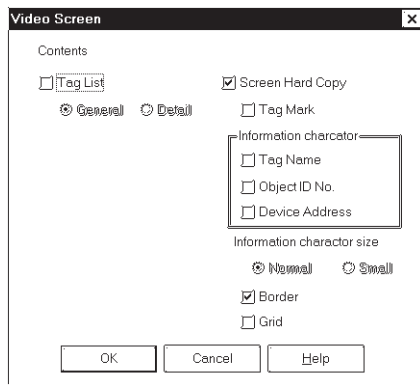 Video Screen
Contents
Tag List
General Detail
Screen Hard Copy
Tag Mark
Information charcator
Tag Name
Object ID No.
Device Address
Information charactor size
Normal Small
Border
Grid
OK Cancel Help